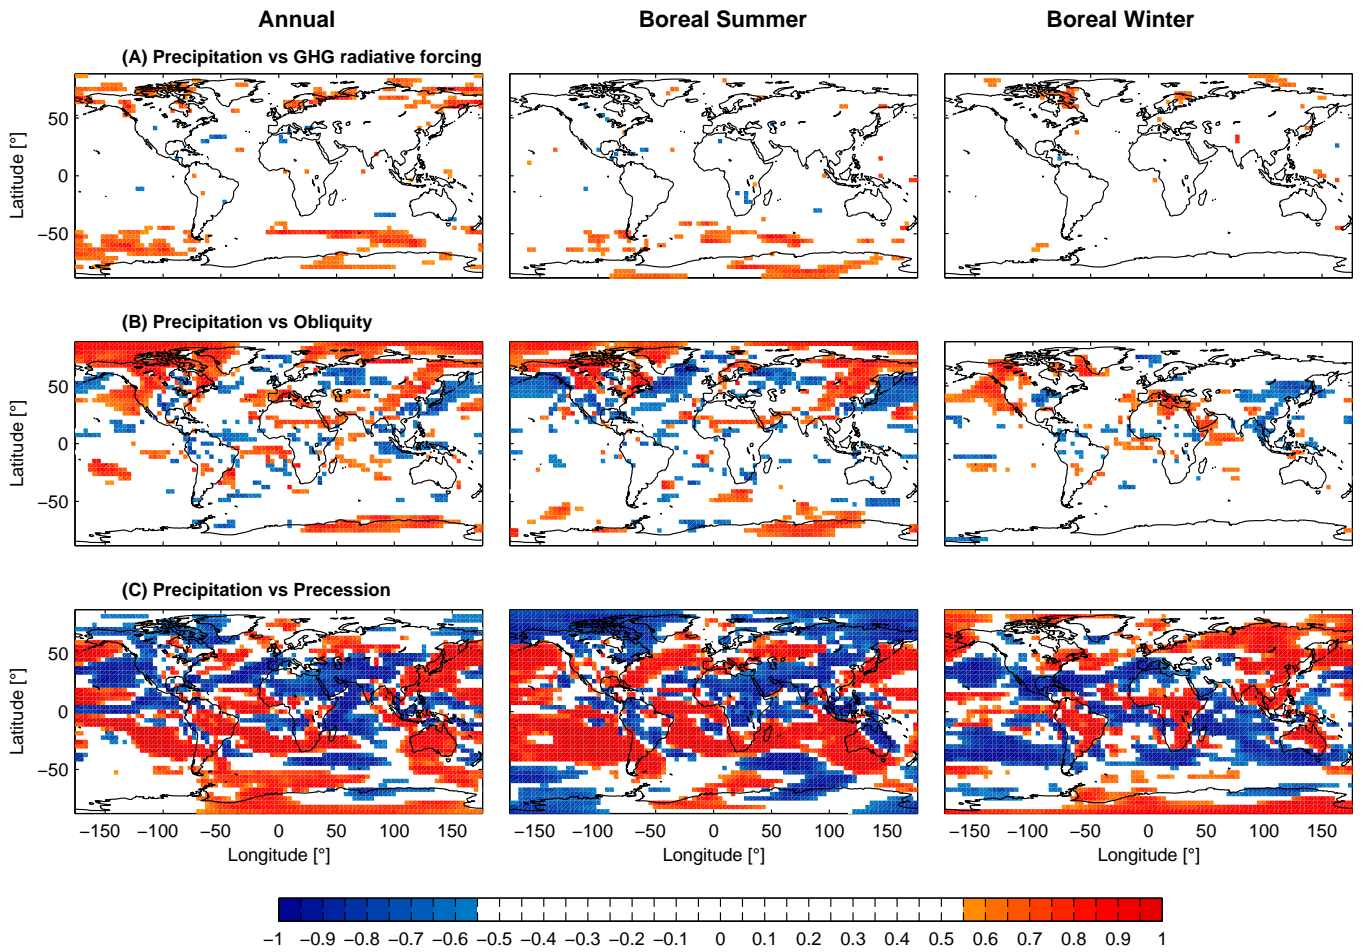 Annual Boreal Summer Boreal Winter
(A) Precipitation vs GHG radiative forcing
Latitude [°]
50
0
−50
(B) Precipitation vs Obliquity
Latitude [°]
50
0
−50
(C) Precipitation vs Precession
Latitude [°]
50
0
−50
−150 −100 −50 0 50 100 150 −150 −100 −50 0 50 100 150 −150 −100 −50 0 50 100 150
Longitude [°] Longitude [°] Longitude [°]
−1 −0.9 −0.8 −0.7 −0.6 −0.5 −0.4 −0.3 −0.2 −0.1 0 0.1 0.2 0.3 0.4 0.5 0.6 0.7 0.8 0.9 1